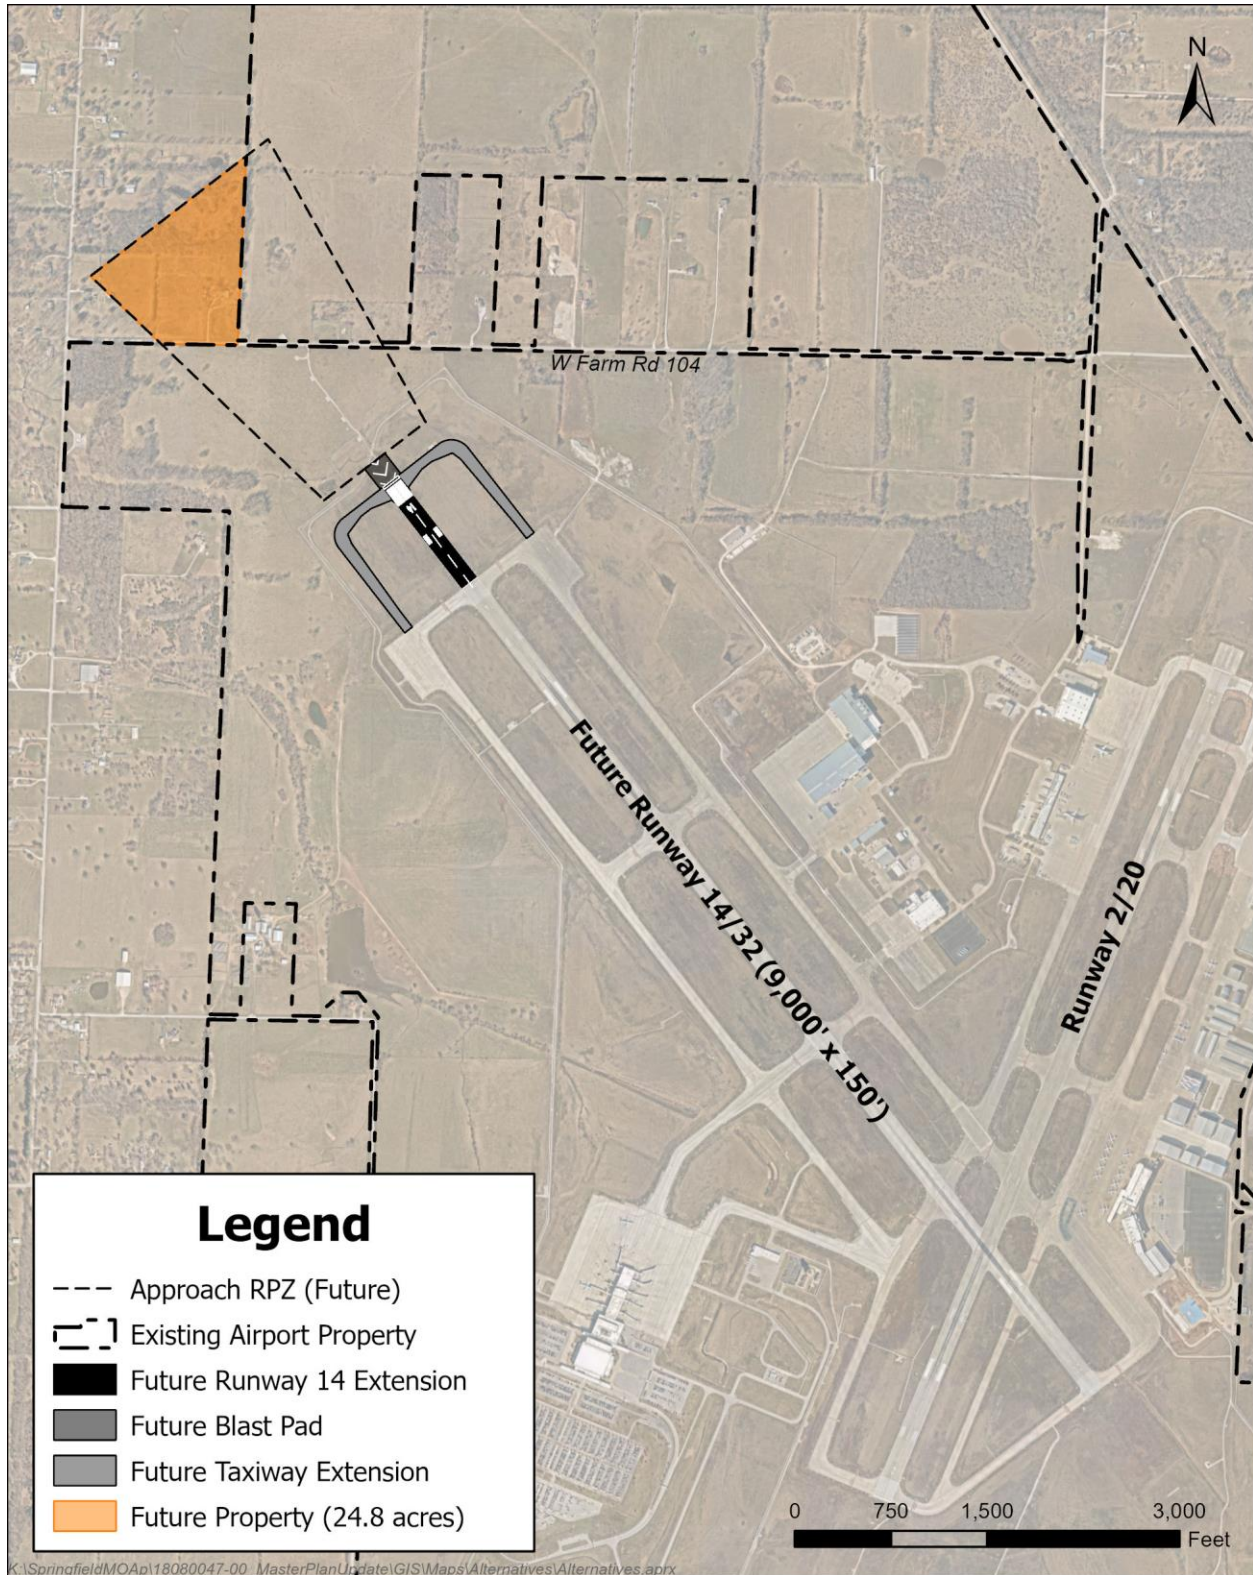 N
W Farm Rd 104
Future Runway 14/32 (9,000' x 150')
Runway 2/20
Legend
Approach RPZ (Future)
Existing Airport Property
Future Runway 14 Extension
Future Blast Pad
Future Taxiway Extension
Future Property (24.8 acres)
0 750 1,500 3,000
Feet
K:\SpringfieldMOAp\18080047-00_MasterPlanUpdate\GIS\Maps\Alternatives\Alternatives.aprx